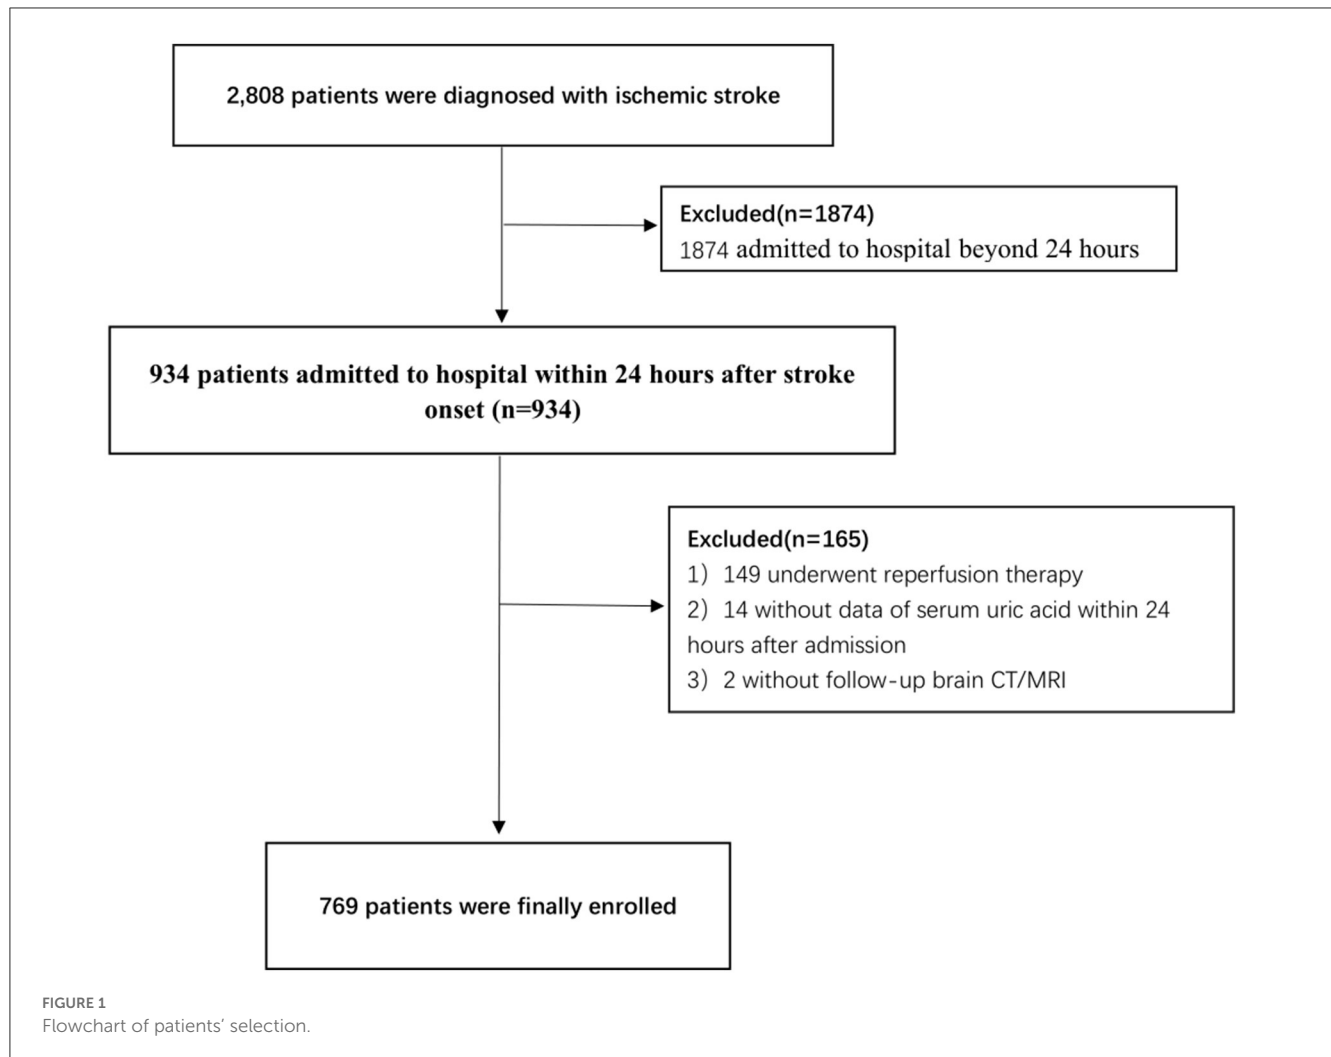 2,808 patients were diagnosed with ischemic stroke
Excluded(n=1874)
1874 admitted to hospital beyond 24 hours
934 patients admitted to hospital within 24 hours after stroke
onset (n=934)
Excluded(n=165)
1）149 underwent reperfusion therapy
2）14 without data of serum uric acid within 24
hours after admission
3）2 without follow-up brain CT/MRI
769 patients were finally enrolled
FIGURE 1
Flowchart of patients’ selection.